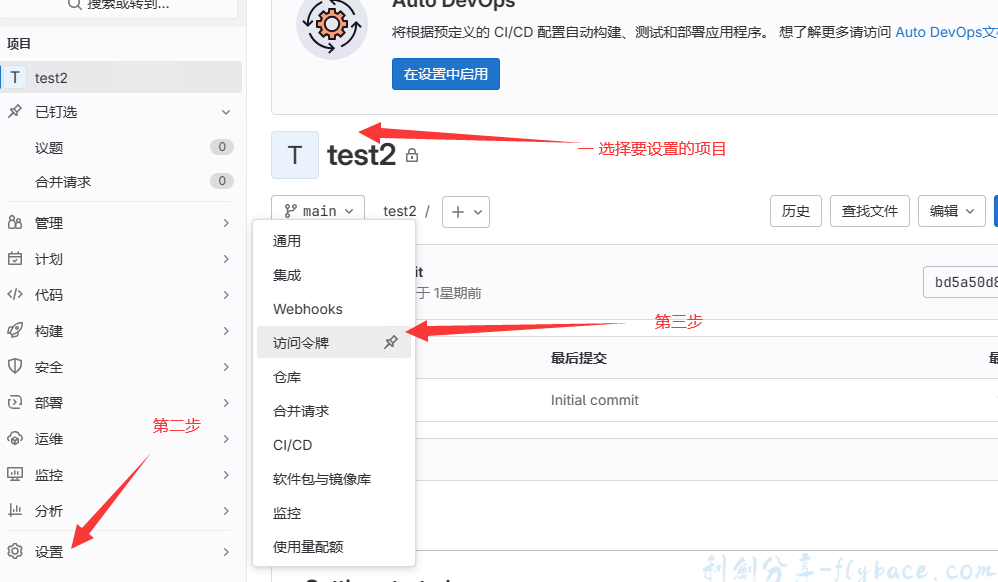 搜索或转到...
项目
T test2
已钉选
议题 0
合并请求 0
管理
计划
代码
构建
安全
部署
运维
监控
分析
设置
第二步
Auto DevOps
将根据预定义的 CI/CD 配置自动构建、测试和部署应用程序。 想了解更多请访问 Auto DevOps文
在设置中启用
T test2
一 选择要设置的项目
main test2 /
历史 查找文件 编辑
通用
集成
Webhooks
访问令牌
仓库
合并请求
CI/CD
软件包与镜像库
监控
使用量配额
第三步
it
于 1星期前
bd5a50d8
最后提交
最
Initial commit
利剑分享-flybace.com